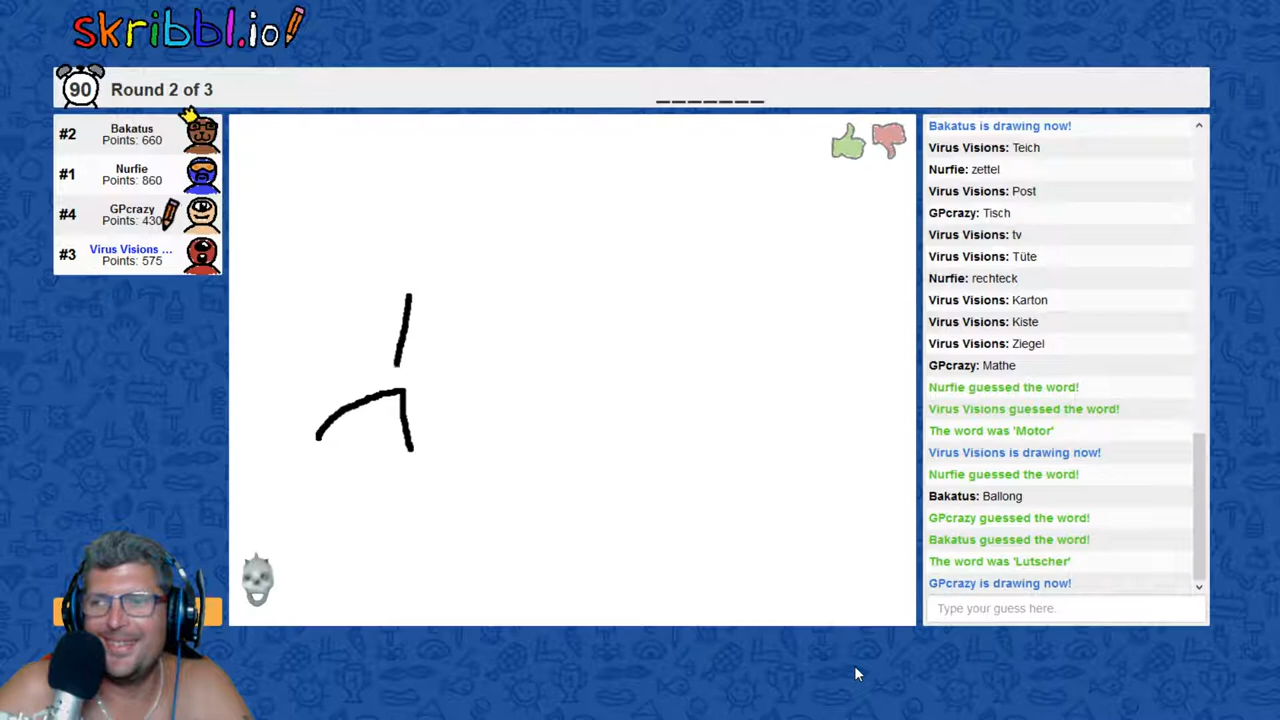 skribbl.io
90 Round 2 of 3 _______
#2 Bakatus
Points: 660
#1 Nurfie
Points: 860
#4 GPcrazy
Points: 430
#3 Virus Visions ...
Points: 575
Bakatus is drawing now!
Virus Visions: Teich
Nurfie: zettel
Virus Visions: Post
GPcrazy: Tisch
Virus Visions: tv
Virus Visions: Tüte
Nurfie: rechteck
Virus Visions: Karton
Virus Visions: Kiste
Virus Visions: Ziegel
GPcrazy: Mathe
Nurfie guessed the word!
Virus Visions guessed the word!
The word was 'Motor'
Virus Visions is drawing now!
Nurfie guessed the word!
Bakatus: Ballong
GPcrazy guessed the word!
Bakatus guessed the word!
The word was 'Lutscher'
GPcrazy is drawing now!
Type your guess here...